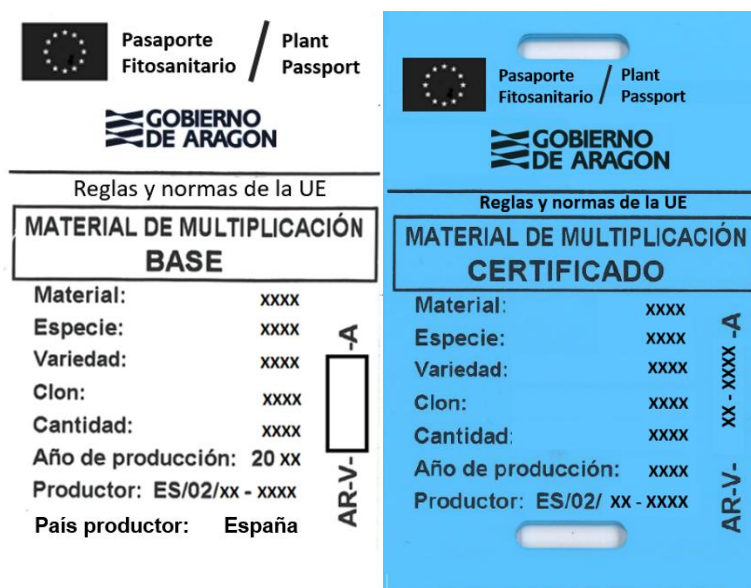 Pasaporte
Fitosanitario / Plant
Passport
GOBIERNO
DE ARAGON
Reglas y normas de la UE
MATERIAL DE MULTIPLICACIÓN
BASE
Material: xxxx
Especie: xxxx
Variedad: xxxx
Clon: xxxx
Cantidad: xxxx
Año de producción: 20 xx
Productor: ES/02/xx - xxxx
País productor: España
AR-V- -A
Pasaporte
Fitosanitario / Plant
Passport
GOBIERNO
DE ARAGON
Reglas y normas de la UE
MATERIAL DE MULTIPLICACIÓN
CERTIFICADO
Material: xxxx
Especie: xxxx
Variedad: xxxx
Clon: xxxx
Cantidad: xxxx
Año de producción: xxxx
Productor: ES/02/ xx - xxxx
AR-V- XX - XXXX -A